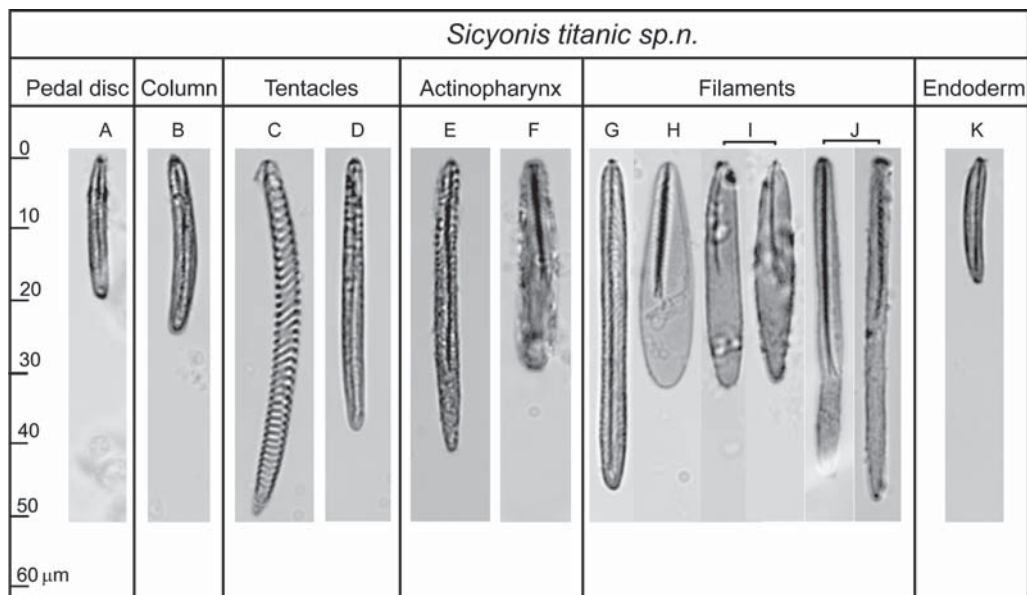 Sicyonis titanic sp.n.
Pedal disc Column Tentacles Actinopharynx Filaments Endoderm
A B C D E F G H I J K
0
10
20
30
40
50
60 μm